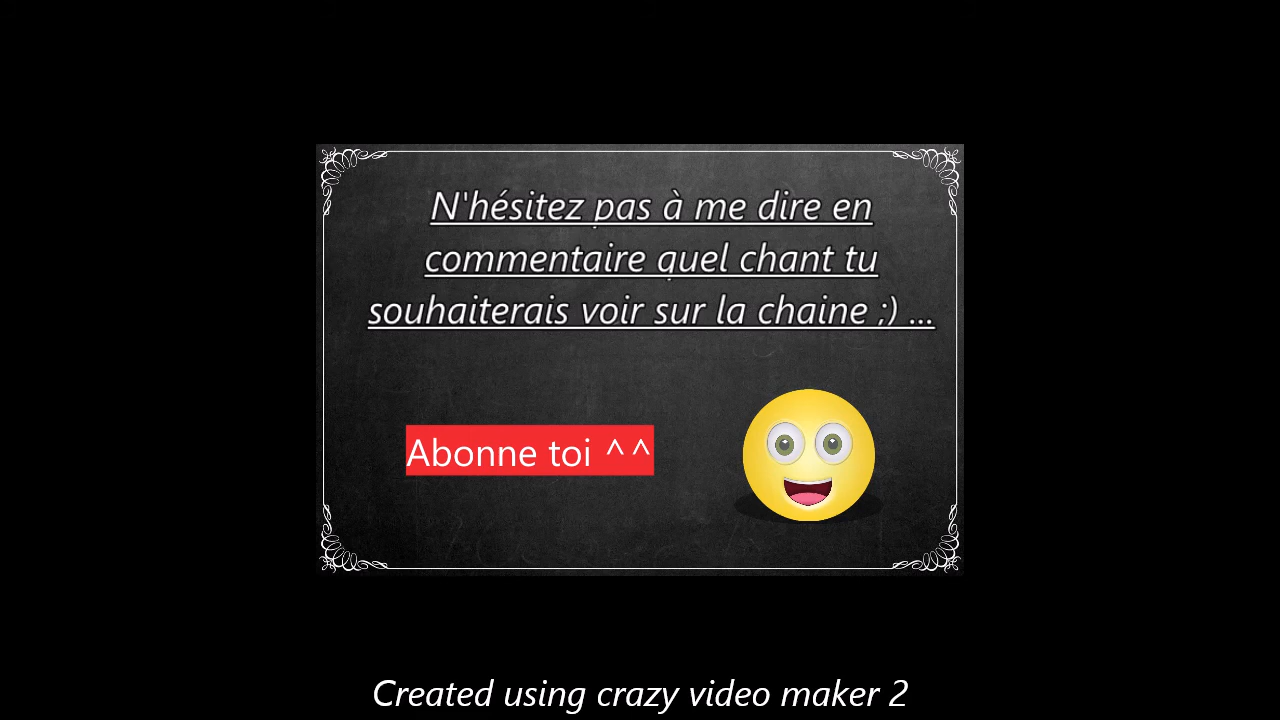 N'hésitez pas à me dire en
commentaire quel chant tu
souhaiterais voir sur la chaine ;) ...
Abonne toi ^^
Created using crazy video maker 2